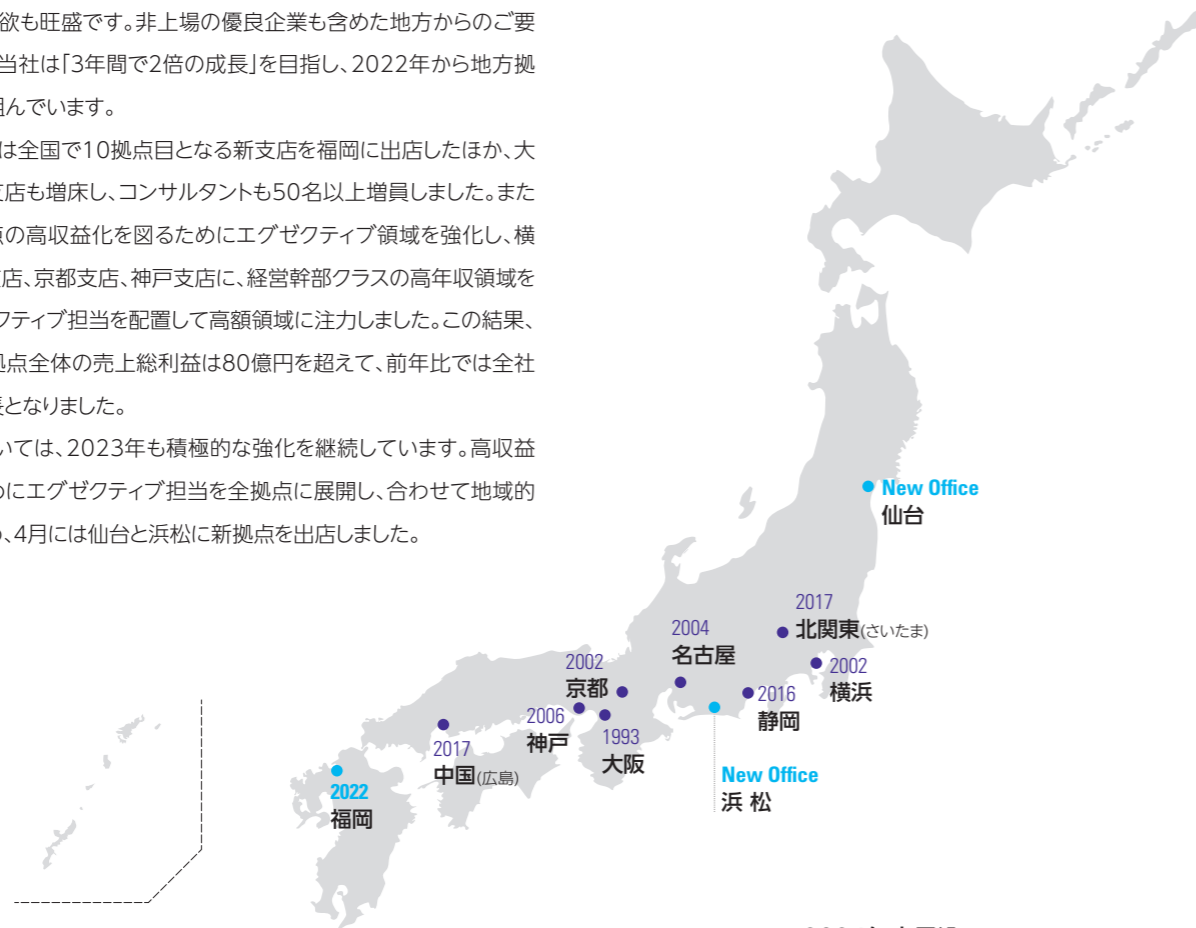 欲も旺盛です。非上場の優良企業も含めた地方からのご要
当社は「3年間で2倍の成長」を目指し、2022年から地方拠
組んでいます。
は全国で10拠点目となる新支店を福岡に出店したほか、大
支店も増床し、コンサルタントも50名以上増員しました。また
点の高収益化を図るためにエグゼクティブ領域を強化し、横
店、京都支店、神戸支店に、経営幹部クラスの高年収領域を
クティブ担当を配置して高額領域に注力しました。この結果、
拠点全体の売上総利益は80億円を超えて、前年比では全社
長となりました。
いては、2023年も積極的な強化を継続しています。高収益
めにエグゼクティブ担当を全拠点に展開し、合わせて地域的
、4月には仙台と浜松に新拠点を出店しました。
New Office
仙台
2017
北関東(さいたま)
2002
横浜
2004
名古屋
2016
静岡
2002
京都
2006
神戸
1993
大阪
New Office
浜 松
2017
中国(広島)
2022
福岡